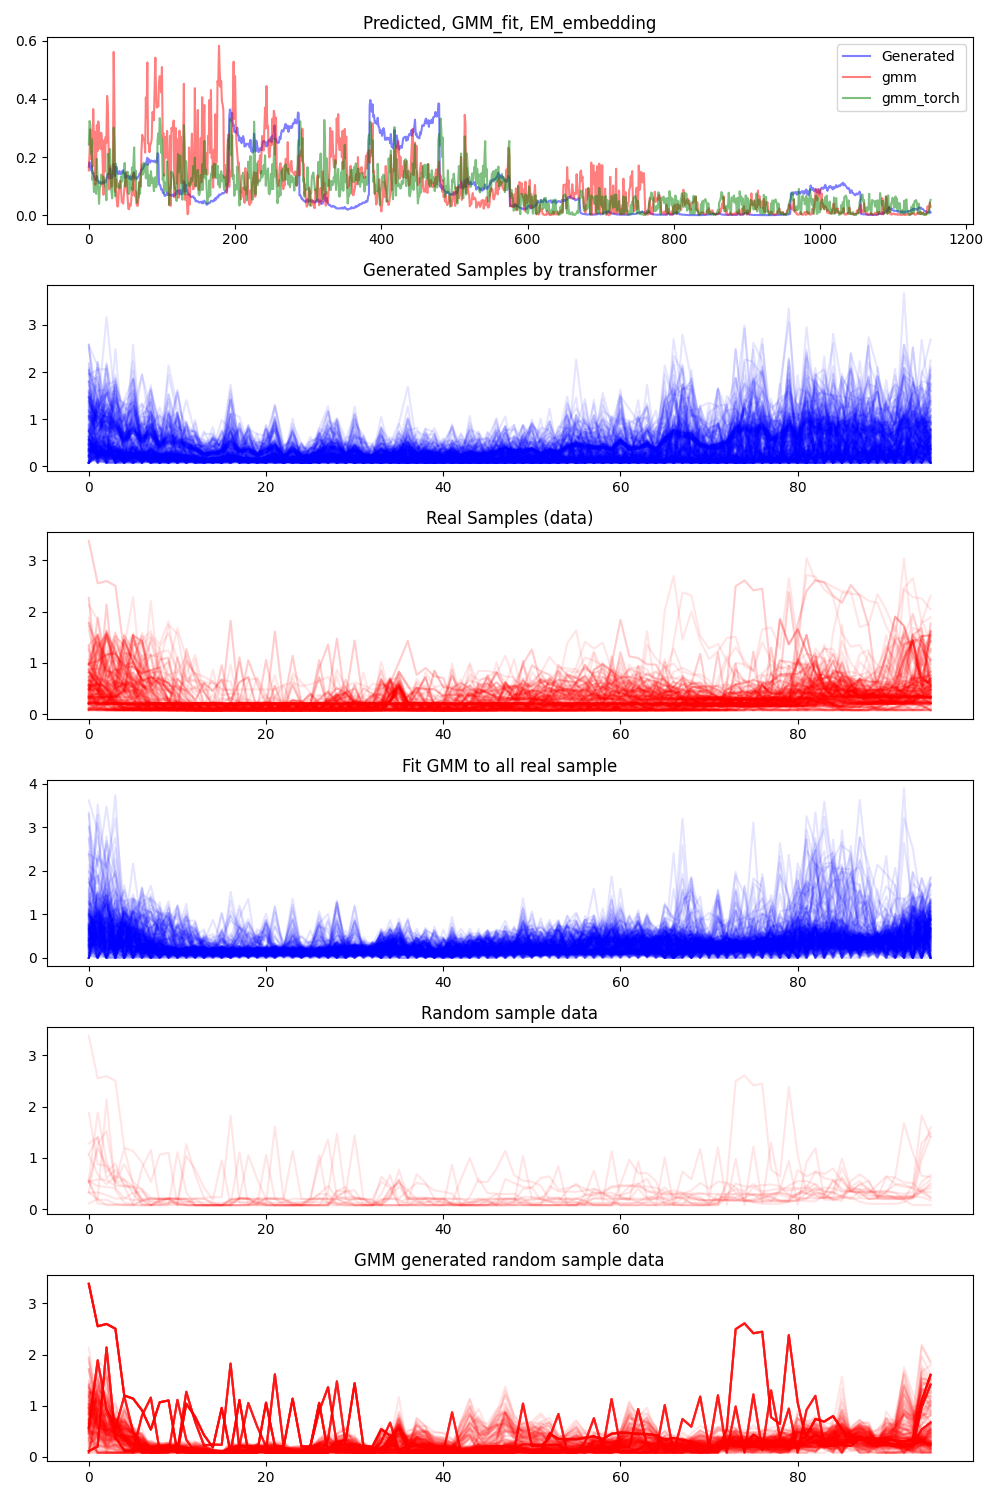 Predicted, GMM_fit, EM_embedding
0.6
0.4
0.2
0.0
Generated
gmm
gmm_torch
0 200 400 600 800 1000 1200
Generated Samples by transformer
3
2
1
0
0 20 40 60 80
Real Samples (data)
3
2
1
0
0 20 40 60 80
Fit GMM to all real sample
4
3
2
1
0
0 20 40 60 80
Random sample data
3
2
1
0
0 20 40 60 80
GMM generated random sample data
3
2
1
0
0 20 40 60 80